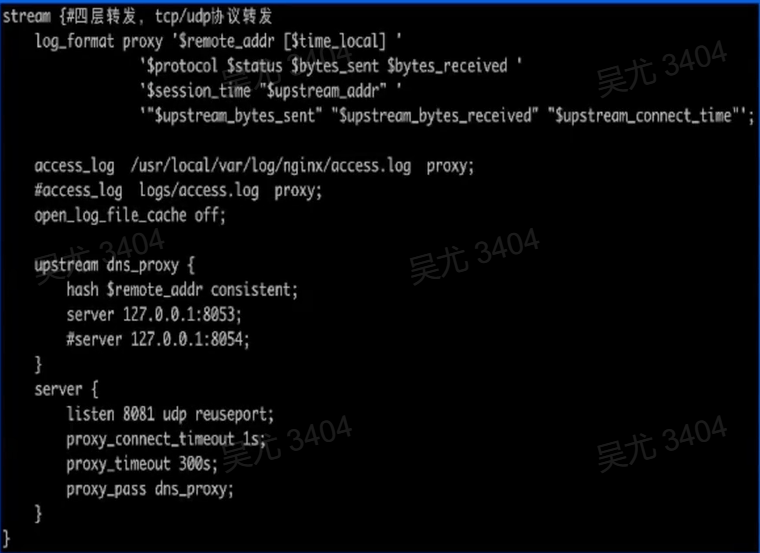 stream {#四层转发，tcp/udp协议转发
    log_format proxy '$remote_addr [$time_local] '
                 '$protocol $status $bytes_sent $bytes_received '
                 '$session_time "$upstream_addr" '
                 '"$upstream_bytes_sent" "$upstream_bytes_received" "$upstream_connect_time"';

    access_log  /usr/local/var/log/nginx/access.log  proxy;
    #access_log  logs/access.log  proxy;
    open_log_file_cache off;

    upstream dns_proxy {
        hash $remote_addr consistent;
        server 127.0.0.1:8053;
        #server 127.0.0.1:8054;
    }
    server {
        listen 8081 udp reuseport;
        proxy_connect_timeout 1s;
        proxy_timeout 300s;
        proxy_pass dns_proxy;
    }
}
吴尤 3404
吴尤 3404
吴尤 3404
吴尤 3404
吴尤 3404
吴尤 3404